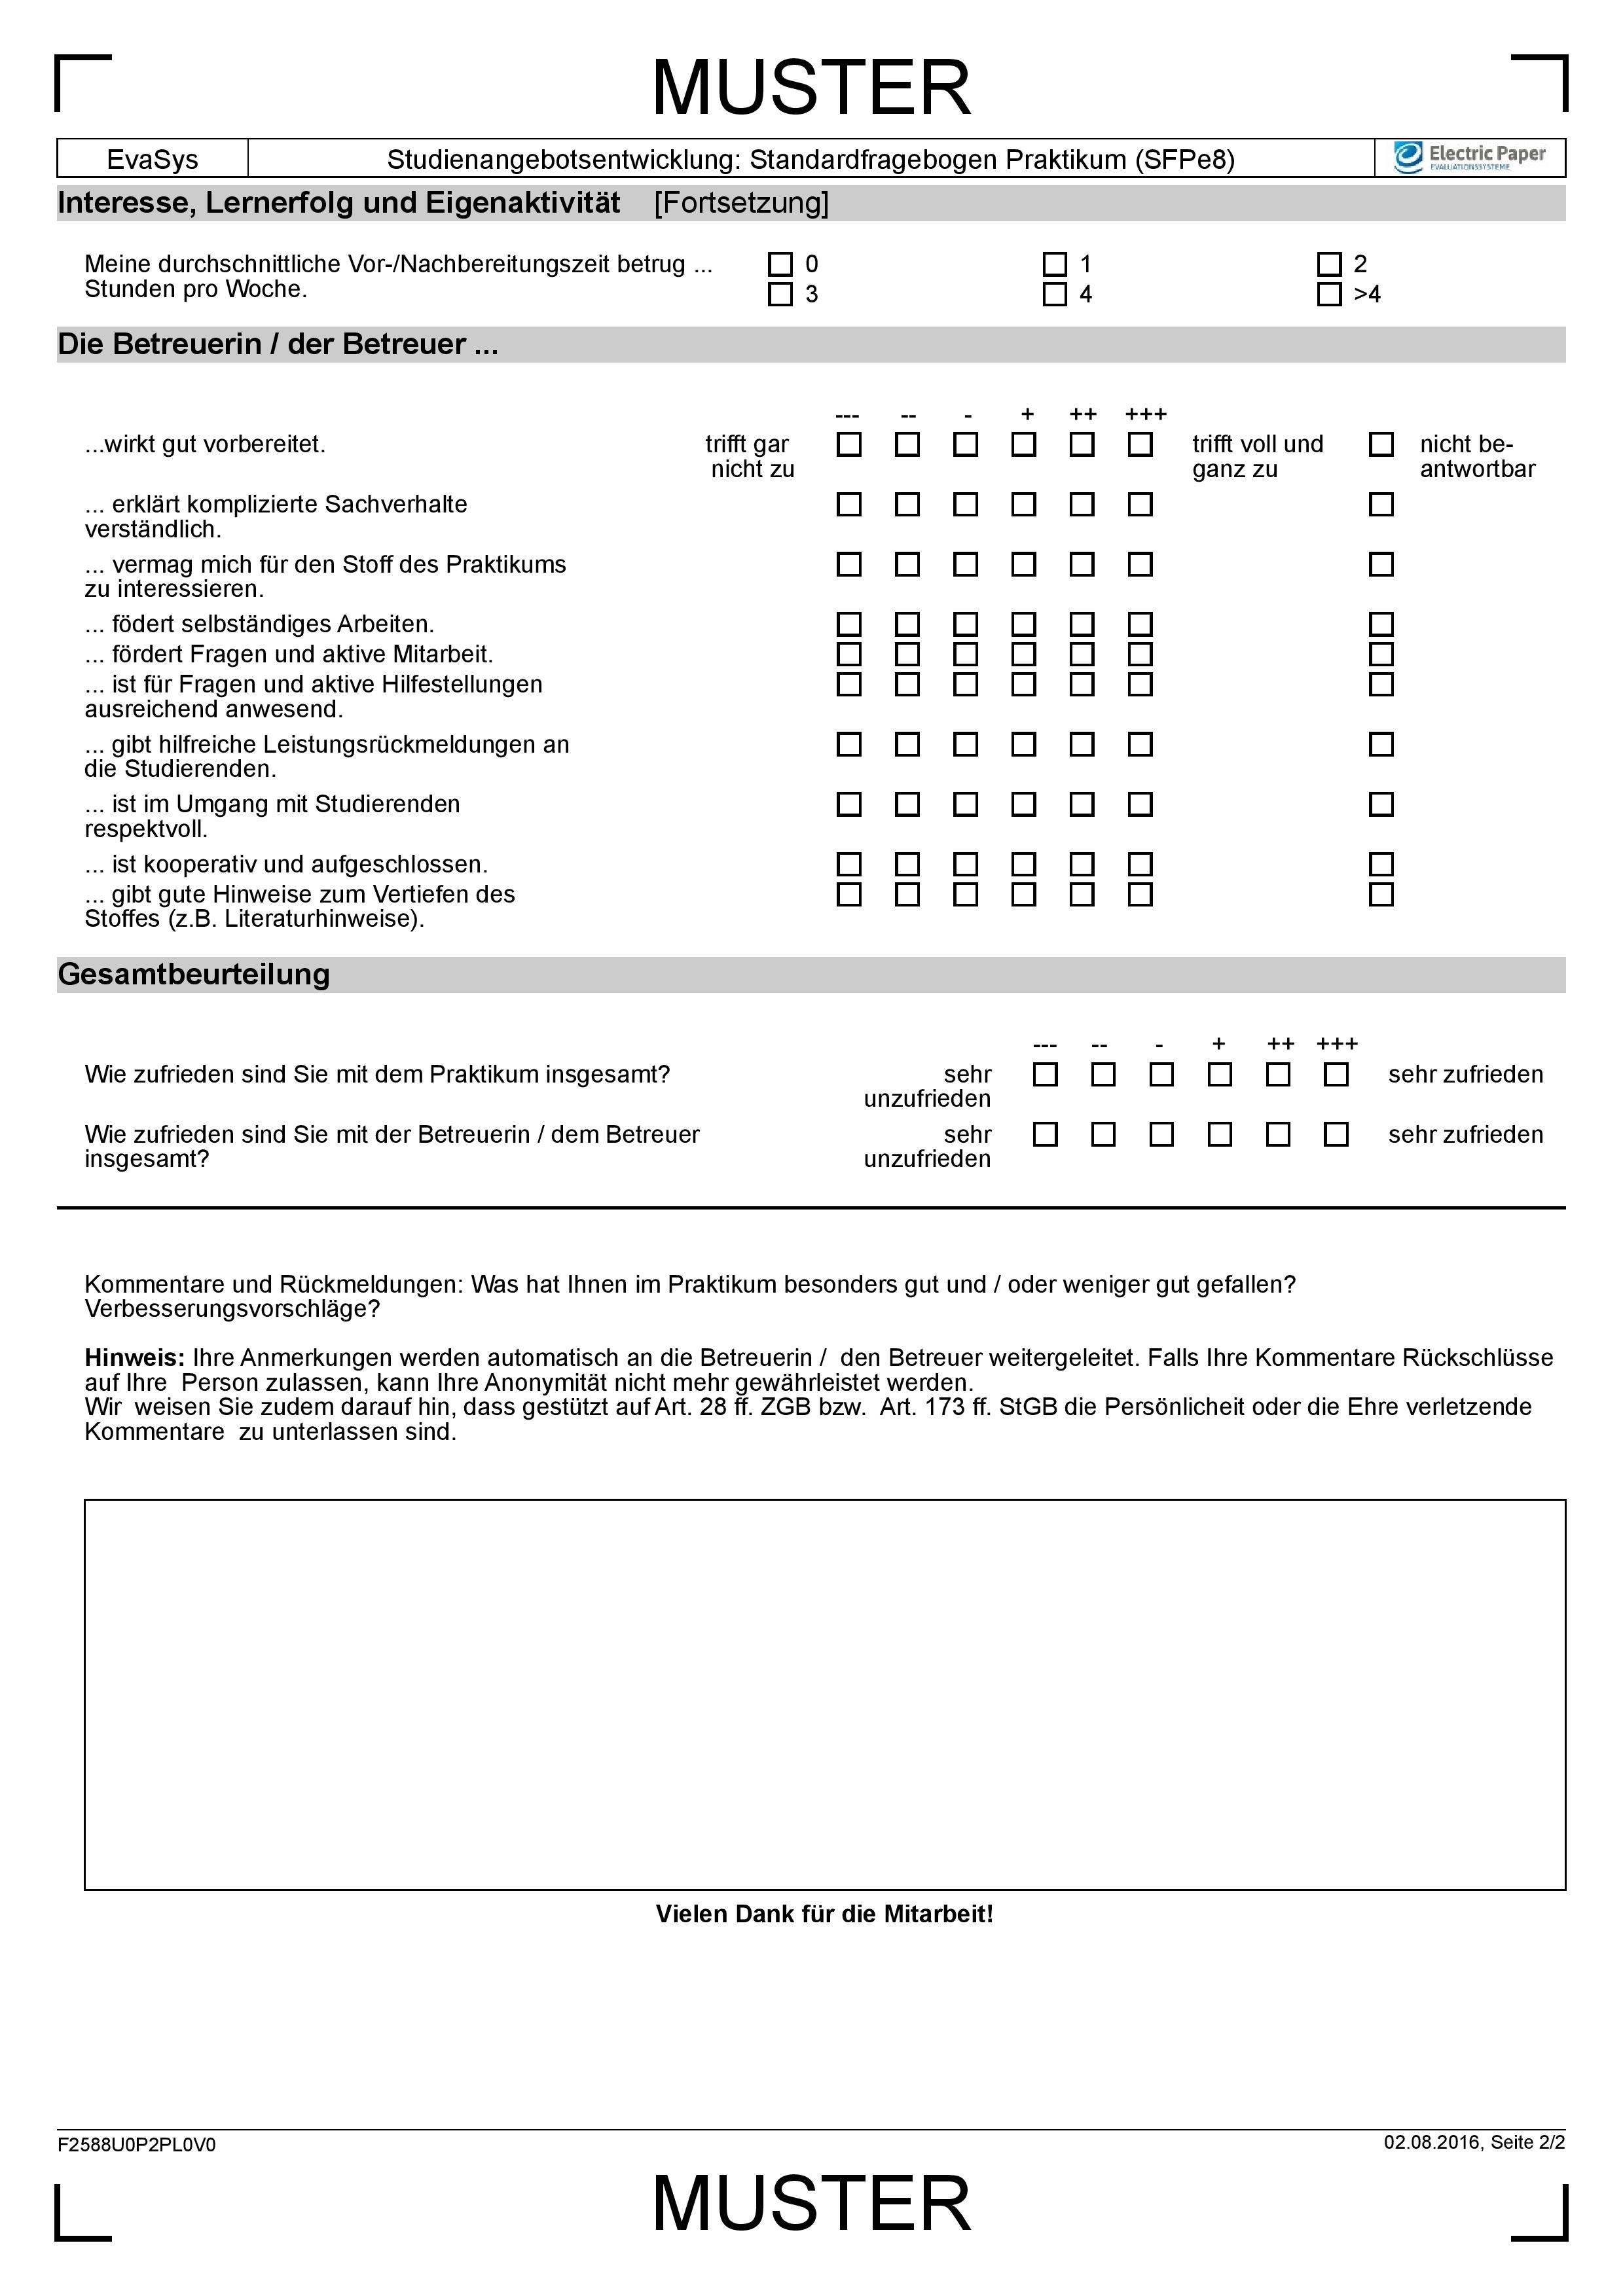 MUSTER
EvaSys Studienangebotsentwicklung: Standardfragebogen Praktikum (SFPe8) Electric Paper
EVALUATIONSSYSTEME
Interesse, Lernerfolg und Eigenaktivität [Fortsetzung]
Meine durchschnittliche Vor-/Nachbereitungszeit betrug ... 0 1 2
Stunden pro Woche. 3 4 >4
Die Betreuerin / der Betreuer ...
--- -- - + ++ +++
...wirkt gut vorbereitet. trifft gar trifft voll und nicht be-
nicht zu ganz zu antwortbar
... erklärt komplizierte Sachverhalte
verständlich.
... vermag mich für den Stoff des Praktikums
zu interessieren.
... födert selbständiges Arbeiten.
... fördert Fragen und aktive Mitarbeit.
... ist für Fragen und aktive Hilfestellungen
ausreichend anwesend.
... gibt hilfreiche Leistungsrückmeldungen an
die Studierenden.
... ist im Umgang mit Studierenden
respektvoll.
... ist kooperativ und aufgeschlossen.
... gibt gute Hinweise zum Vertiefen des
Stoffes (z.B. Literaturhinweise).
Gesamtbeurteilung
--- -- - + ++ +++
Wie zufrieden sind Sie mit dem Praktikum insgesamt? sehr sehr zufrieden
unzufrieden
Wie zufrieden sind Sie mit der Betreuerin / dem Betreuer sehr sehr zufrieden
insgesamt? unzufrieden
Kommentare und Rückmeldungen: Was hat Ihnen im Praktikum besonders gut und / oder weniger gut gefallen?
Verbesserungsvorschläge?
Hinweis: Ihre Anmerkungen werden automatisch an die Betreuerin / den Betreuer weitergeleitet. Falls Ihre Kommentare Rückschlüsse
auf Ihre Person zulassen, kann Ihre Anonymität nicht mehr gewährleistet werden.
Wir weisen Sie zudem darauf hin, dass gestützt auf Art. 28 ff. ZGB bzw. Art. 173 ff. StGB die Persönlicheit oder die Ehre verletzende
Kommentare zu unterlassen sind.
Vielen Dank für die Mitarbeit!
F2588U0P2PL0V0 02.08.2016, Seite 2/2
MUSTER